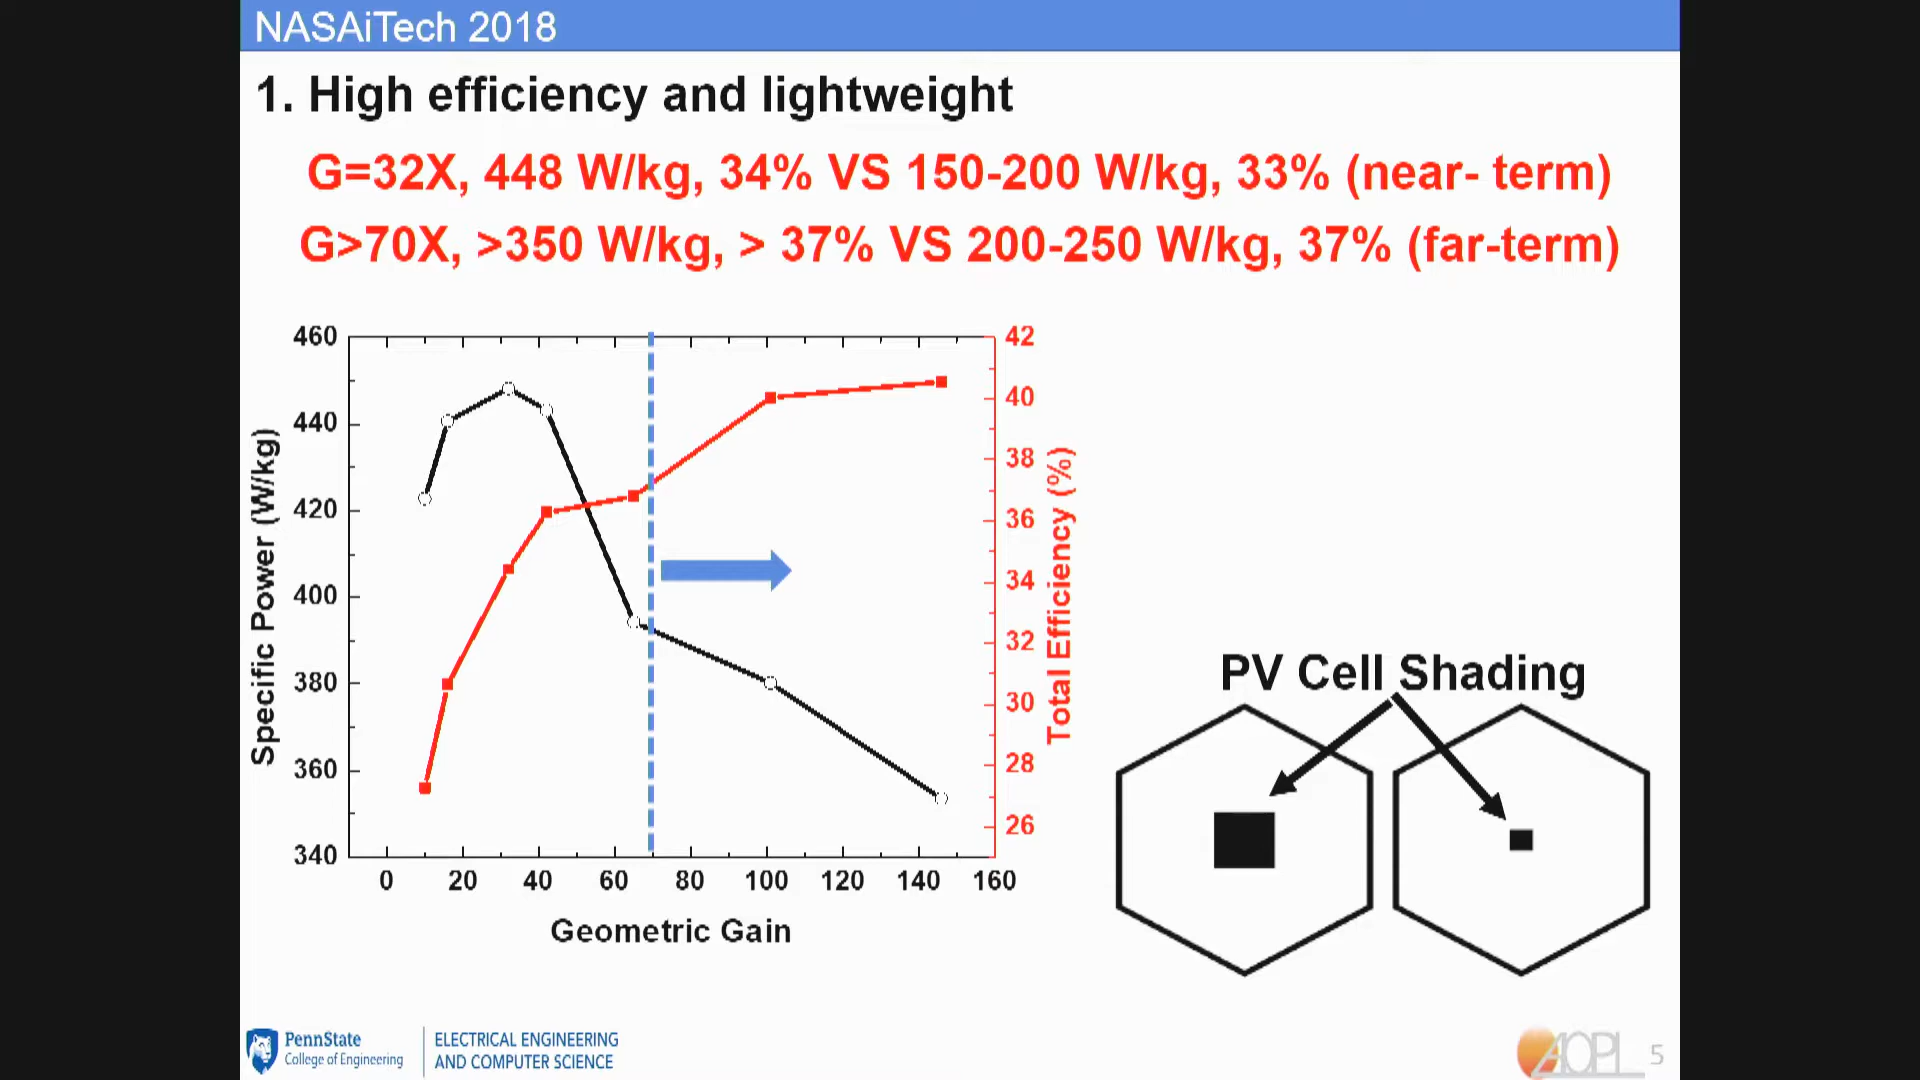 NASAiTech 2018
1. High efficiency and lightweight
G=32X, 448 W/kg, 34% VS 150-200 W/kg, 33% (near- term)
G>70X, >350 W/kg, > 37% VS 200-250 W/kg, 37% (far-term)
460
440
420
400
380
360
340
Specific Power (W/kg)
0 20 40 60 80 100 120 140 160
Geometric Gain
42
40
38
36
34
32
30
28
26
Total Efficiency (%)
PV Cell Shading
PennState
College of Engineering
ELECTRICAL ENGINEERING
AND COMPUTER SCIENCE
AOPL
5